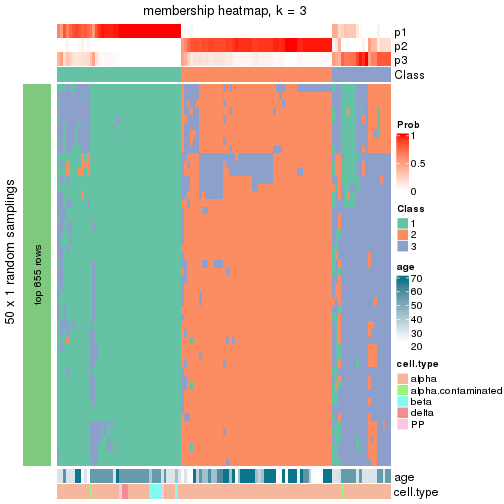 membership heatmap, k = 3
p1
p2
p3
Class
50 x 1 random samplings
top 655 rows
Prob
1
0.5
0
Class
1
2
3
age
70
60
50
40
30
20
cell.type
alpha
alpha.contaminated
beta
delta
PP
age
cell.type